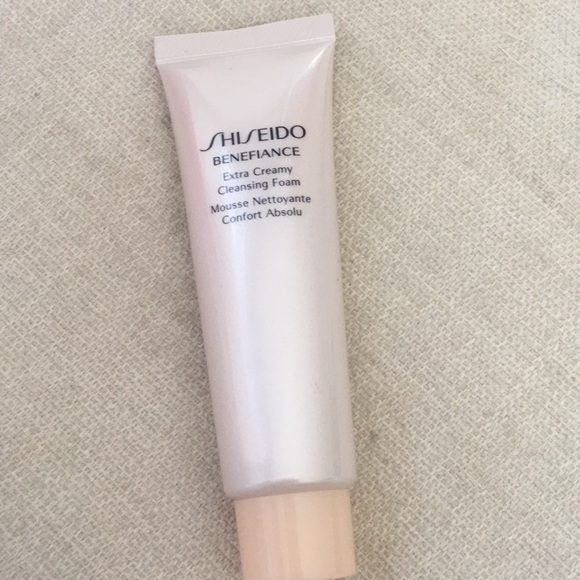 SHISEIDO
BENEFIANCE
Extra Creamy
Cleansing Foam
Mousse Nettoyante
Confort Absolu